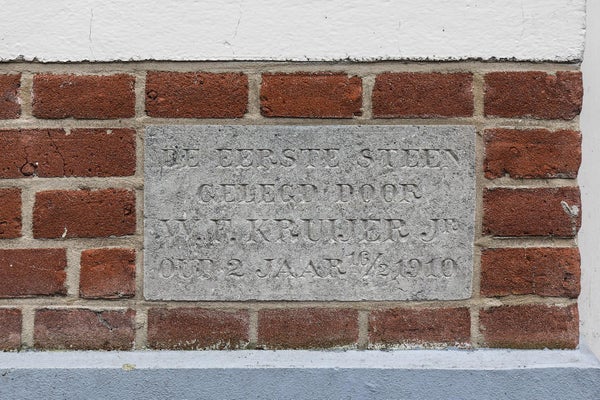 DE EERSTE STEEN
GELEGD DOOR
W.F. KRUIJER JR
OUD 2 JAAR 16/2 1910